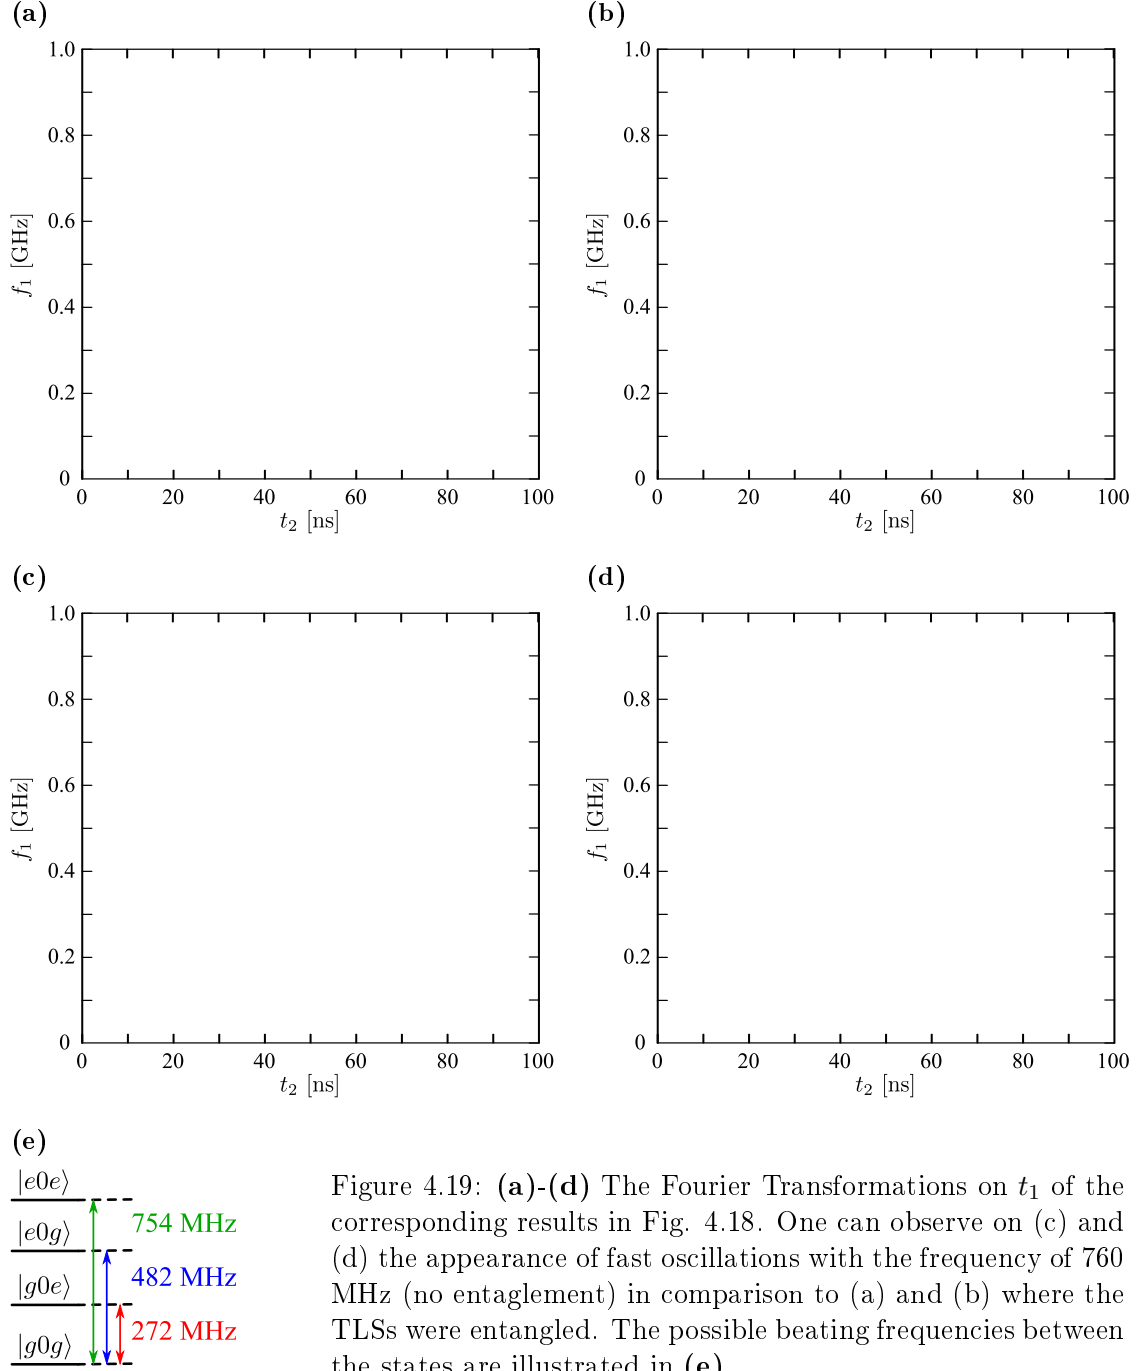 (a)
(b)
1.0
0.8
0.6
0.4
0.2
0
f₁ [GHz]
0 20 40 60 80 100
t₂ [ns]
1.0
0.8
0.6
0.4
0.2
0
f₁ [GHz]
0 20 40 60 80 100
t₂ [ns]
(c)
(d)
1.0
0.8
0.6
0.4
0.2
0
f₁ [GHz]
0 20 40 60 80 100
t₂ [ns]
1.0
0.8
0.6
0.4
0.2
0
f₁ [GHz]
0 20 40 60 80 100
t₂ [ns]
(e)
|e0e⟩
754 MHz
|e0g⟩
482 MHz
|g0e⟩
272 MHz
|g0g⟩
Figure 4.19: (a)-(d) The Fourier Transformations on t₁ of the
corresponding results in Fig. 4.18. One can observe on (c) and
(d) the appearance of fast oscillations with the frequency of 760
MHz (no entaglement) in comparison to (a) and (b) where the
TLSs were entangled. The possible beating frequencies between
the states are illustrated in (e)